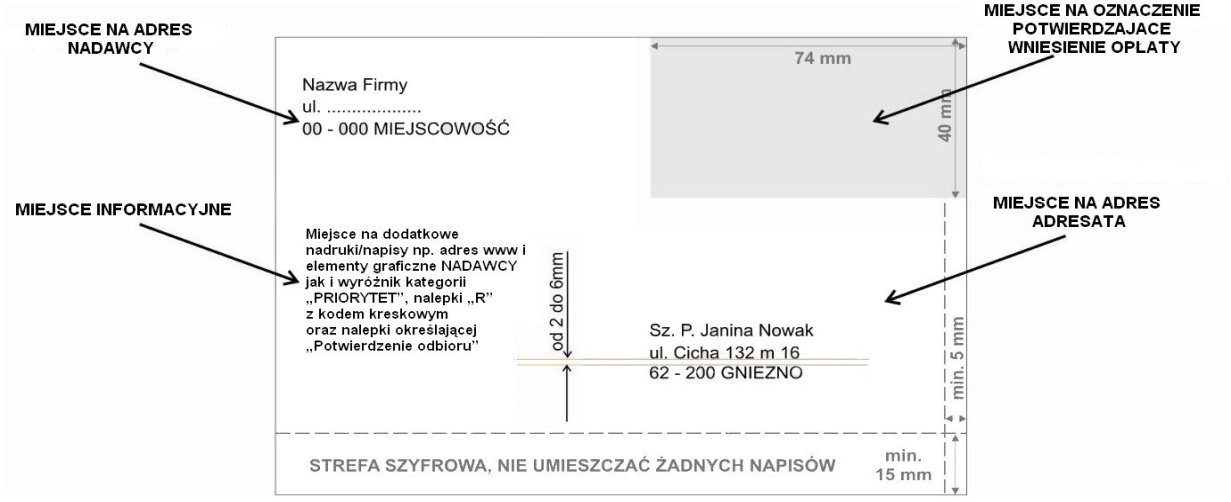 MIEJSCE NA ADRES
NADAWCY
MIEJSCE NA OZNACZENIE
POTWIERDZAJACE
WNIESIENIE OPŁATY
74 mm
40 mm
Nazwa Firmy
ul. ...................
00 - 000 MIEJSCOWOŚĆ
MIEJSCE INFORMACYJNE
MIEJSCE NA ADRES
ADRESATA
Miejsce na dodatkowe
nadruki/napisy np. adres www i
elementy graficzne NADAWCY
jak i wyróżnik kategorii
„PRIORYTET”, nalepki „R”
z kodem kreskowym
oraz nalepki określającej
„Potwierdzenie odbioru”
od 2 do 6mm
Sz. P. Janina Nowak
ul. Cicha 132 m 16
62 - 200 GNIEZNO
min. 5 mm
STREFA SZYFROWA, NIE UMIESZCZAĆ ŻADNYCH NAPISÓW
min.
15 mm